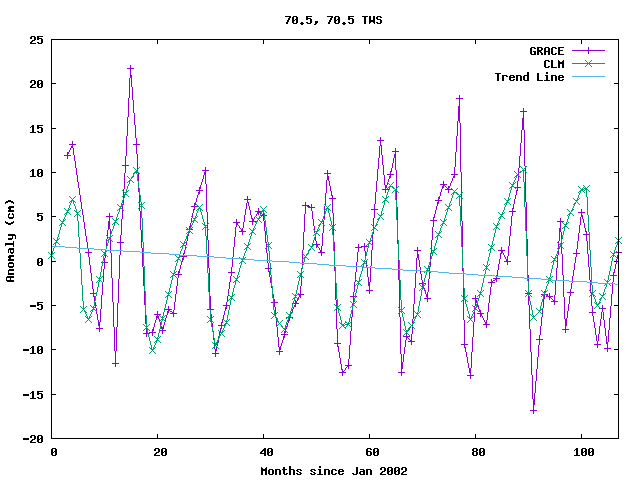 70.5, 70.5 TWS
GRACE
CLM
Trend Line
25
20
15
10
5
0
-5
-10
-15
-20
Anomaly (cm)
0 20 40 60 80 100
Months since Jan 2002